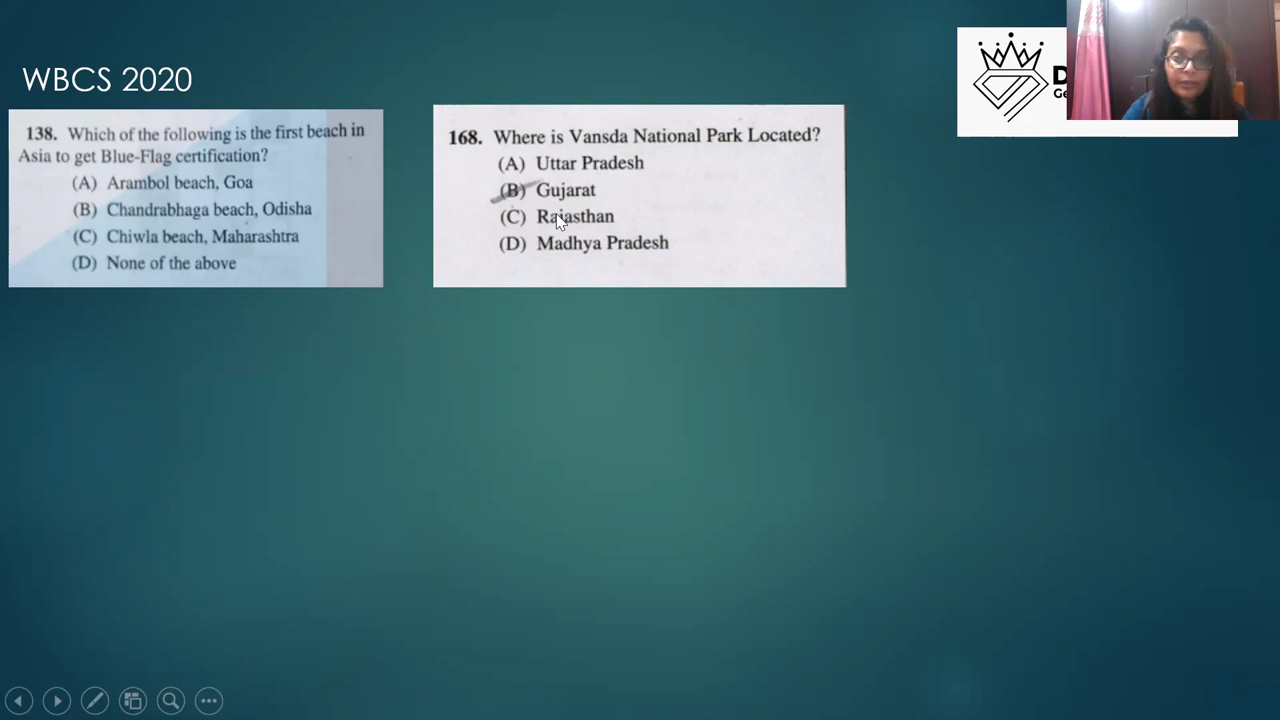 WBCS 2020
138. Which of the following is the first beach in
Asia to get Blue-Flag certification?
(A) Arambol beach, Goa
(B) Chandrabhaga beach, Odisha
(C) Chiwla beach, Maharashtra
(D) None of the above
168. Where is Vansda National Park Located?
(A) Uttar Pradesh
(B) Gujarat
(C) Rajasthan
(D) Madhya Pradesh